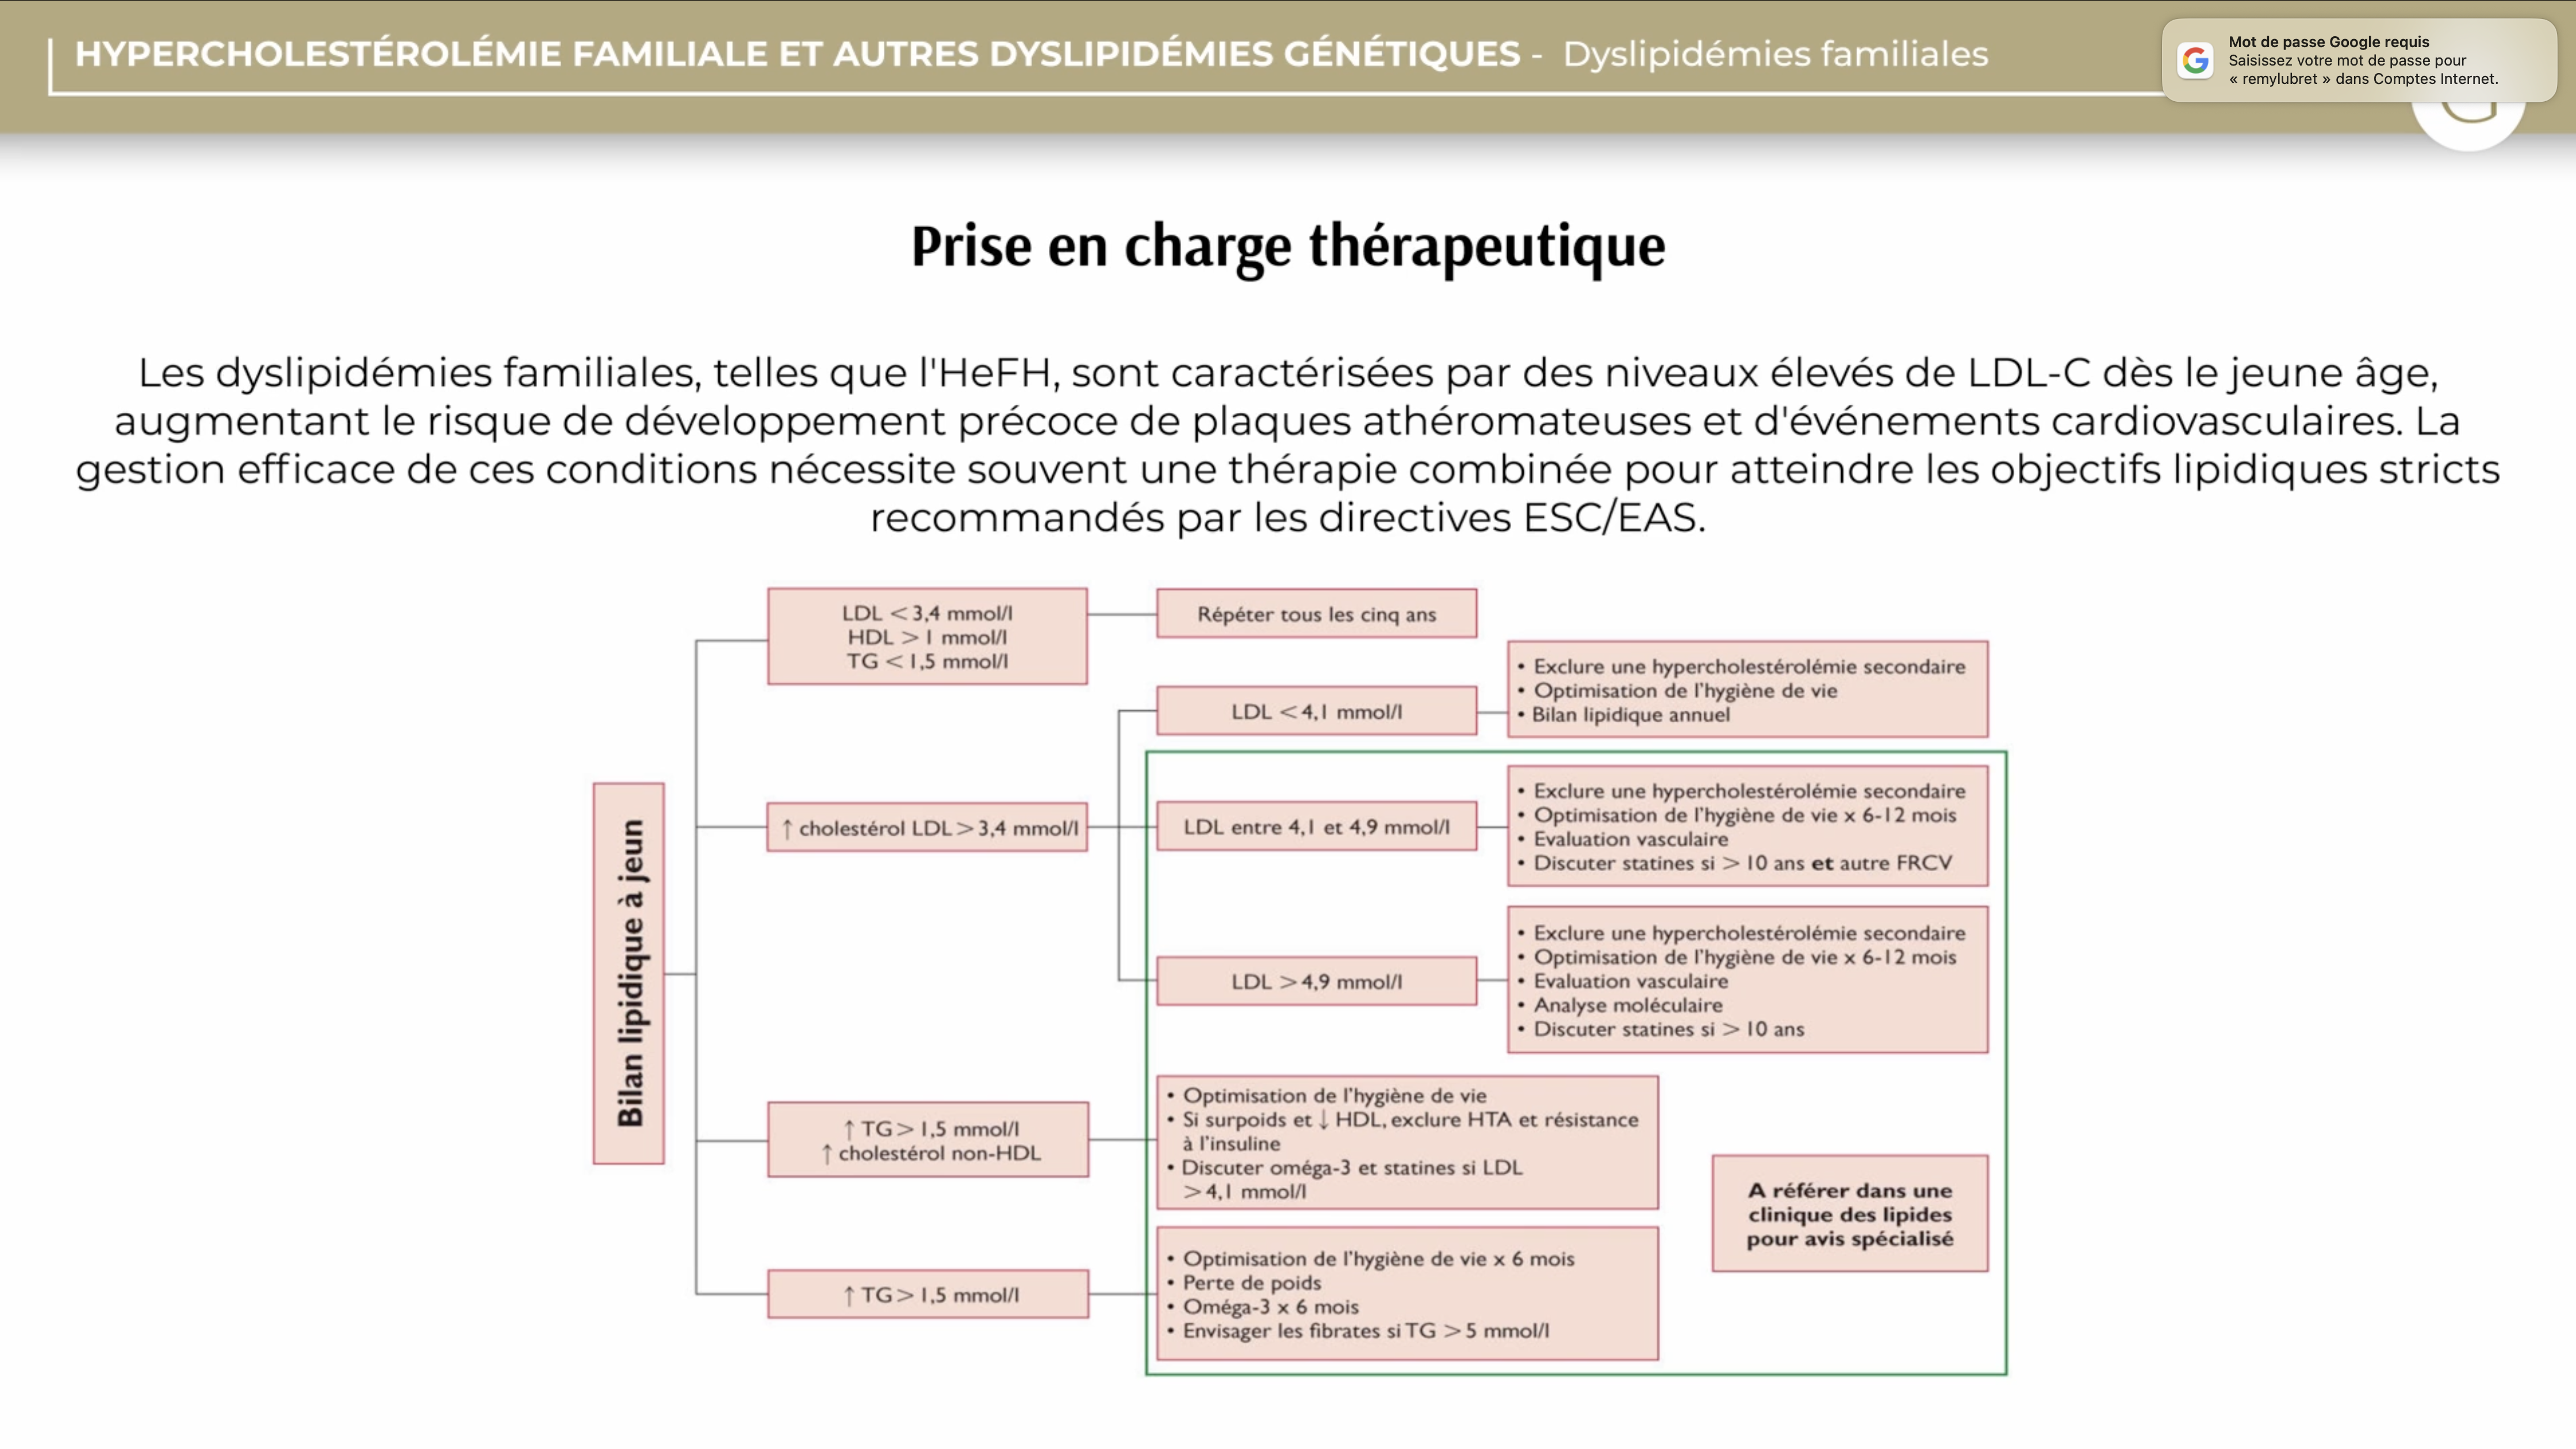 HYPERCHOLESTÉROLÉMIE FAMILIALE ET AUTRES DYSLIPIDÉMIES GÉNÉTIQUES - Dyslipidémies familiales
Mot de passe Google requis
Saisissez votre mot de passe pour
« remylubret » dans Comptes Internet.
Prise en charge thérapeutique
Les dyslipidémies familiales, telles que l'HeFH, sont caractérisées par des niveaux élevés de LDL-C dès le jeune âge,
augmentant le risque de développement précoce de plaques athéromateuses et d'événements cardiovasculaires. La
gestion efficace de ces conditions nécessite souvent une thérapie combinée pour atteindre les objectifs lipidiques stricts
recommandés par les directives ESC/EAS.
Bilan lipidique à jeun
LDL < 3,4 mmol/l
HDL > 1 mmol/l
TG < 1,5 mmol/l
Répéter tous les cinq ans
↑ cholestérol LDL > 3,4 mmol/l
LDL < 4,1 mmol/l
• Exclure une hypercholestérolémie secondaire
• Optimisation de l'hygiène de vie
• Bilan lipidique annuel
LDL entre 4,1 et 4,9 mmol/l
• Exclure une hypercholestérolémie secondaire
• Optimisation de l'hygiène de vie x 6-12 mois
• Evaluation vasculaire
• Discuter statines si > 10 ans et autre FRCV
LDL > 4,9 mmol/l
• Exclure une hypercholestérolémie secondaire
• Optimisation de l'hygiène de vie x 6-12 mois
• Evaluation vasculaire
• Analyse moléculaire
• Discuter statines si > 10 ans
↑ TG > 1,5 mmol/l
↑ cholestérol non-HDL
• Optimisation de l'hygiène de vie
• Si surpoids et ↓ HDL, exclure HTA et résistance
à l'insuline
• Discuter oméga-3 et statines si LDL
> 4,1 mmol/l
↑ TG > 1,5 mmol/l
• Optimisation de l'hygiène de vie x 6 mois
• Perte de poids
• Oméga-3 x 6 mois
• Envisager les fibrates si TG > 5 mmol/l
A référer dans une
clinique des lipides
pour avis spécialisé